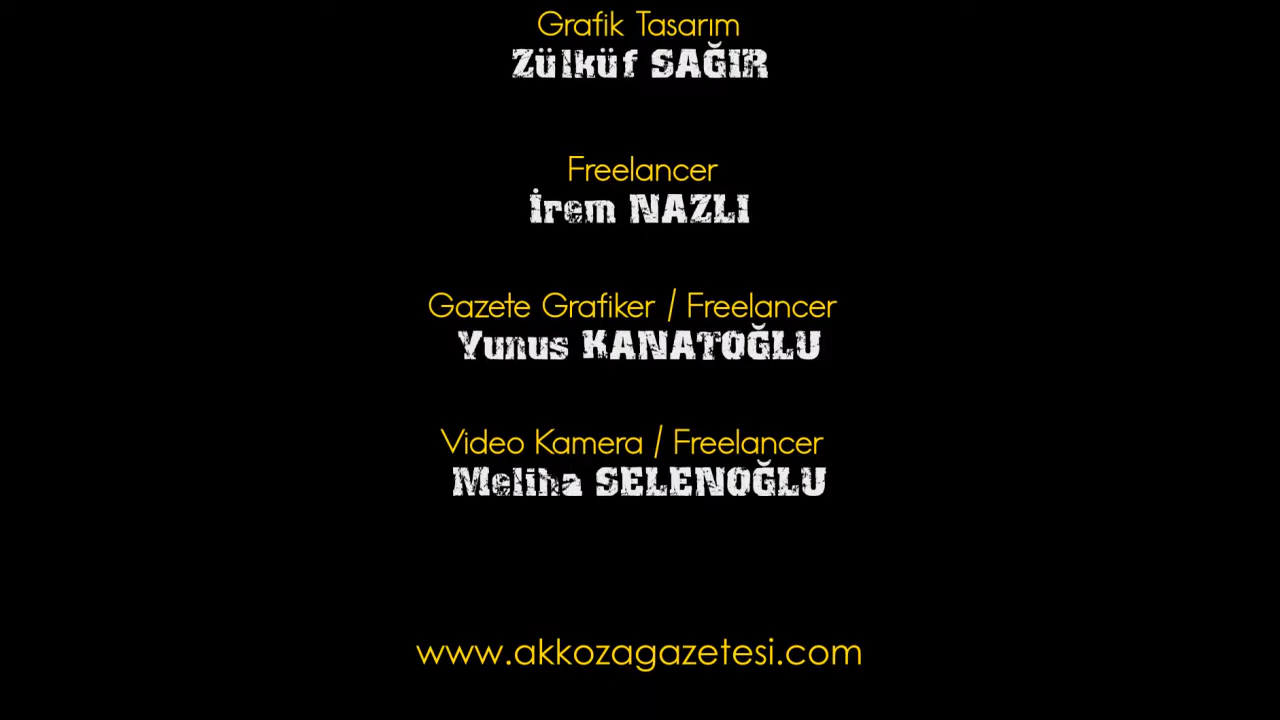 Grafik Tasarım
Zülküf SAĞIR
Freelancer
İrem NAZLI
Gazete Grafiker / Freelancer
Yunus KANATOĞLU
Video Kamera / Freelancer
Meliha SELENOĞLU
www.akkozagazetesi.com